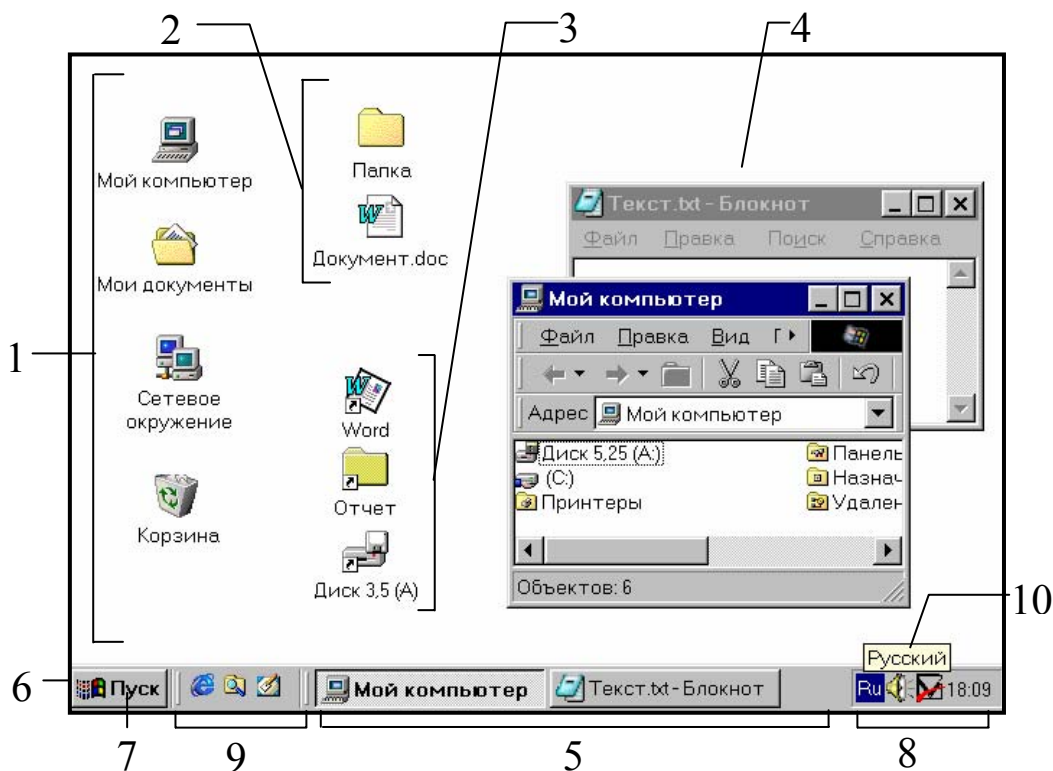 2
3
4
Мой компьютер
Папка
Текст.txt - Блокнот
Файл Правка Поиск Справка
Мои документы
Документ.doc
Мой компьютер
Файл Правка Вид Г
1
Сетевое
окружение
Word
Адрес Мой компьютер
Диск 5,25 (A:)
Панель
(C:)
Назнач
Принтеры
Удален
Отчет
Корзина
Диск 3,5 (A)
Объектов: 6
10
Русский
6
Пуск
Мой компьютер
Текст.txt - Блокнот
Ru
18:09
7
9
5
8